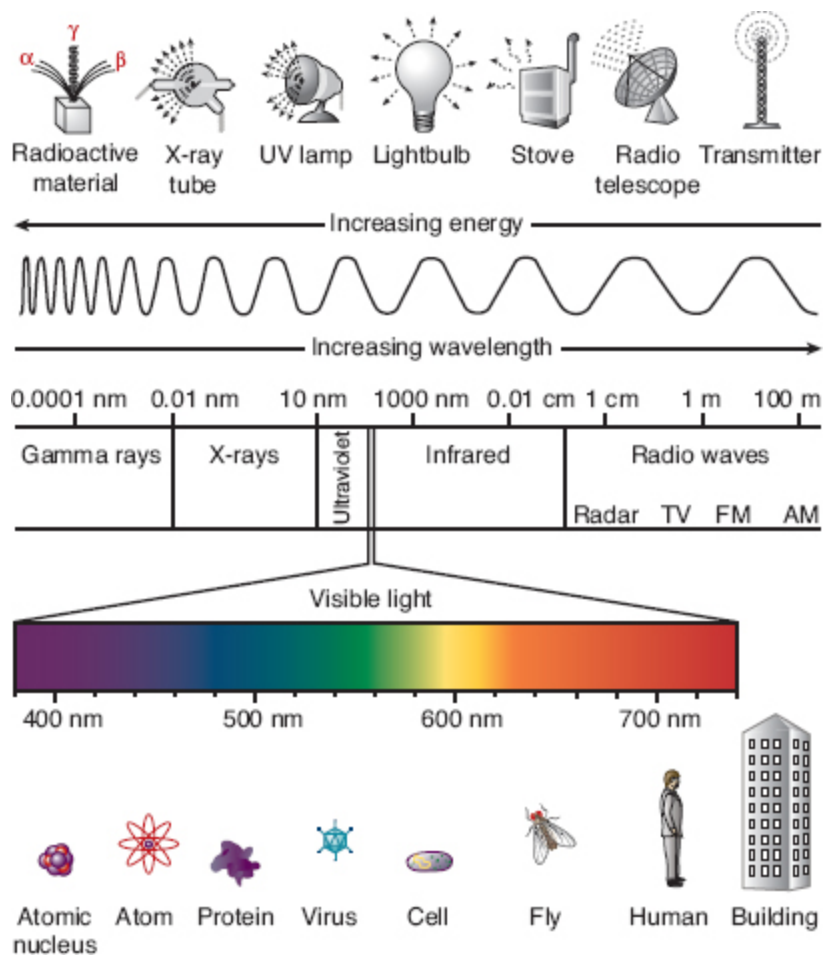 γ
α β
Radioactive material
X-ray tube
UV lamp
Lightbulb
Stove
Radio telescope
Transmitter
Increasing energy
Increasing wavelength
0.0001 nm 0.01 nm 10 nm 1000 nm 0.01 cm 1 cm 1 m 100 m
Gamma rays X-rays Ultraviolet Infrared Radio waves
Radar TV FM AM
Visible light
400 nm 500 nm 600 nm 700 nm
Atomic nucleus
Atom
Protein
Virus
Cell
Fly
Human
Building